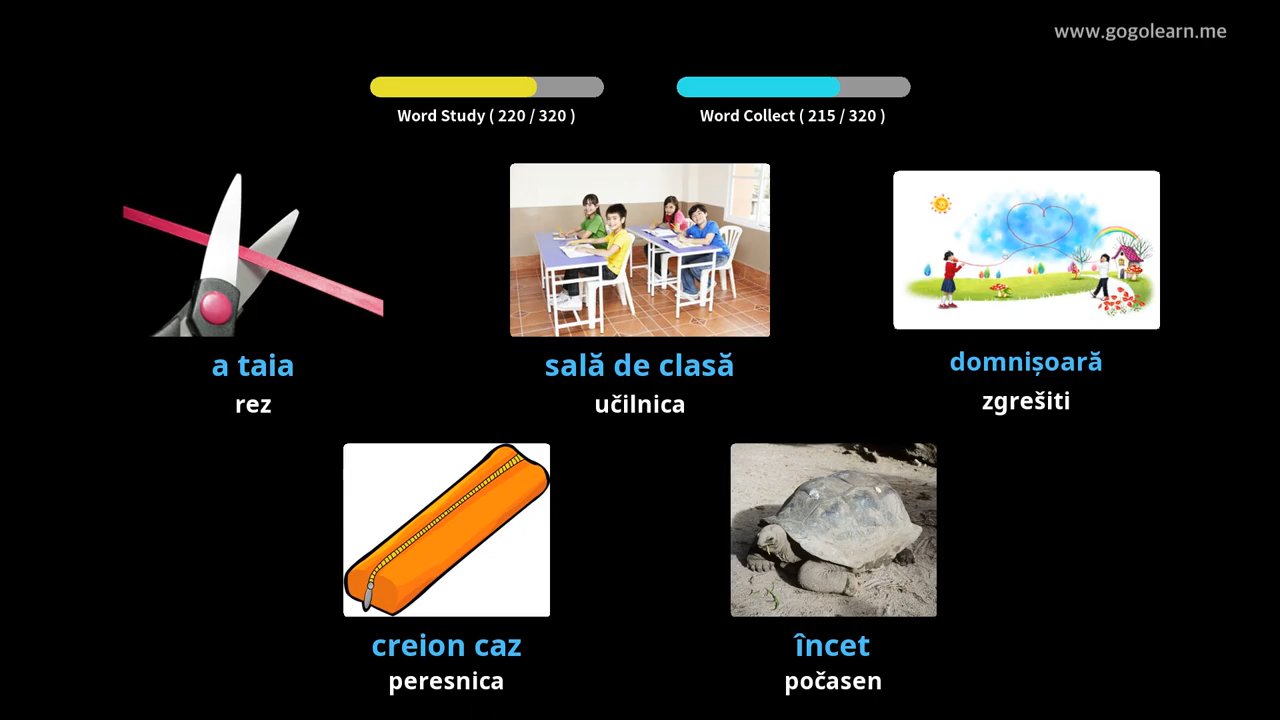 www.gogolearn.me
Word Study ( 220 / 320 )
Word Collect ( 215 / 320 )
a taia
rez
sală de clasă
učilnica
domnișoară
zgrešiti
creion caz
peresnica
încet
počasen